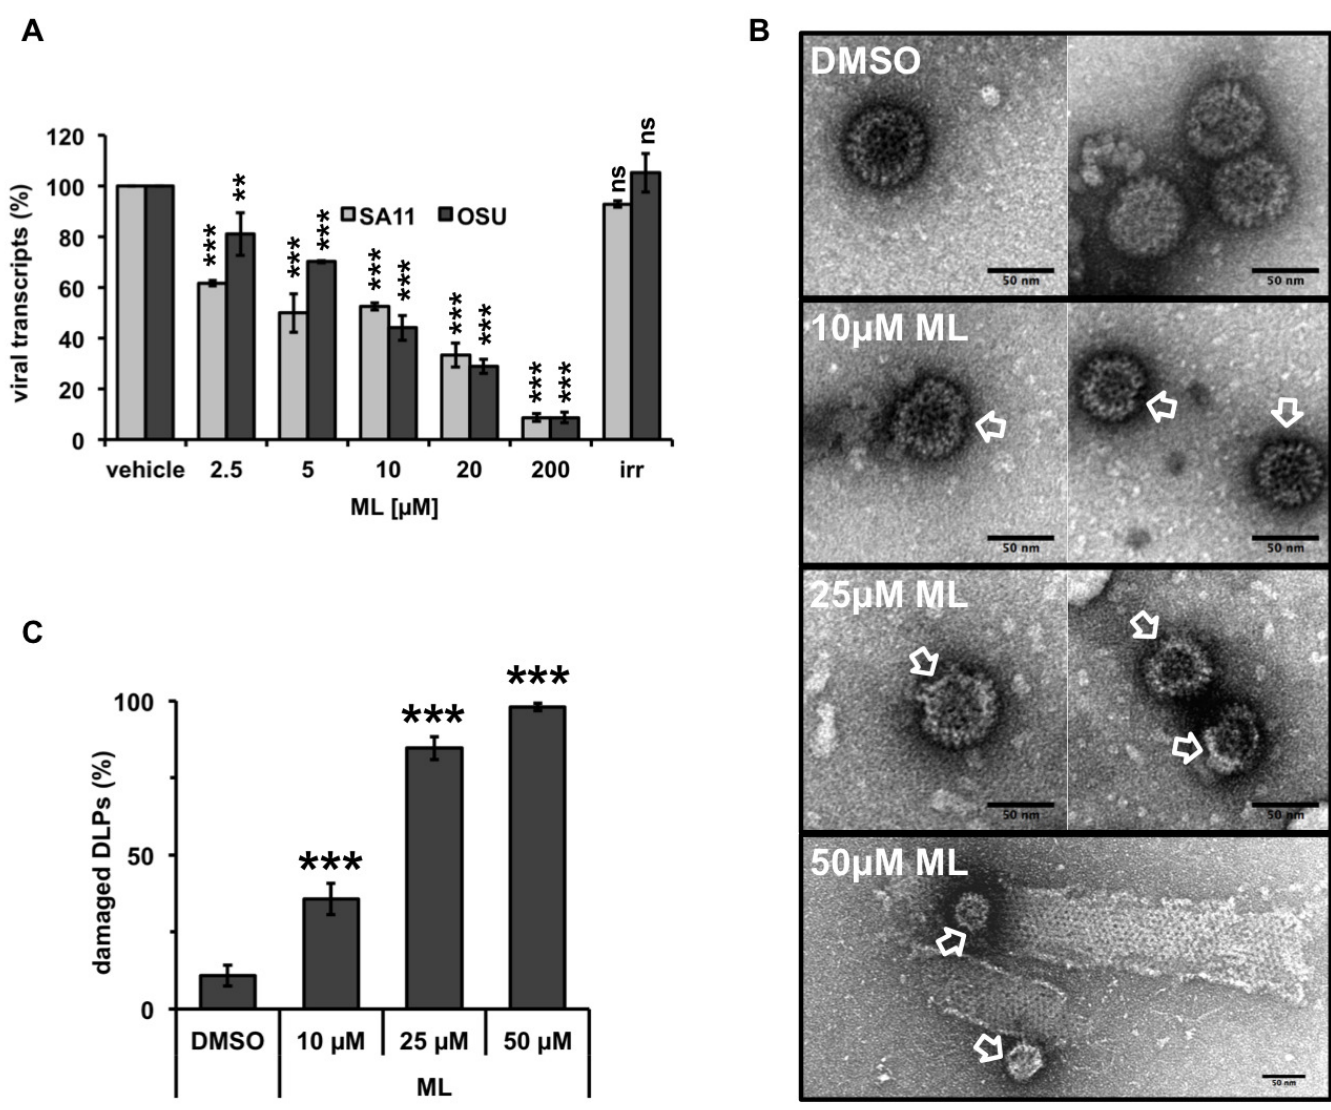 A
120
100
80
60
40
20
0
viral transcripts (%)
SA11 OSU
*** **
*** ***
*** ***
*** ***
*** ***
ns ns
vehicle 2.5 5 10 20 200 irr
ML [µM]
B
DMSO
50 nm 50 nm
10µM ML
50 nm 50 nm
25µM ML
50 nm 50 nm
50µM ML
50 nm
C
100
50
0
damaged DLPs (%)
*** *** ***
DMSO 10 µM 25 µM 50 µM
ML